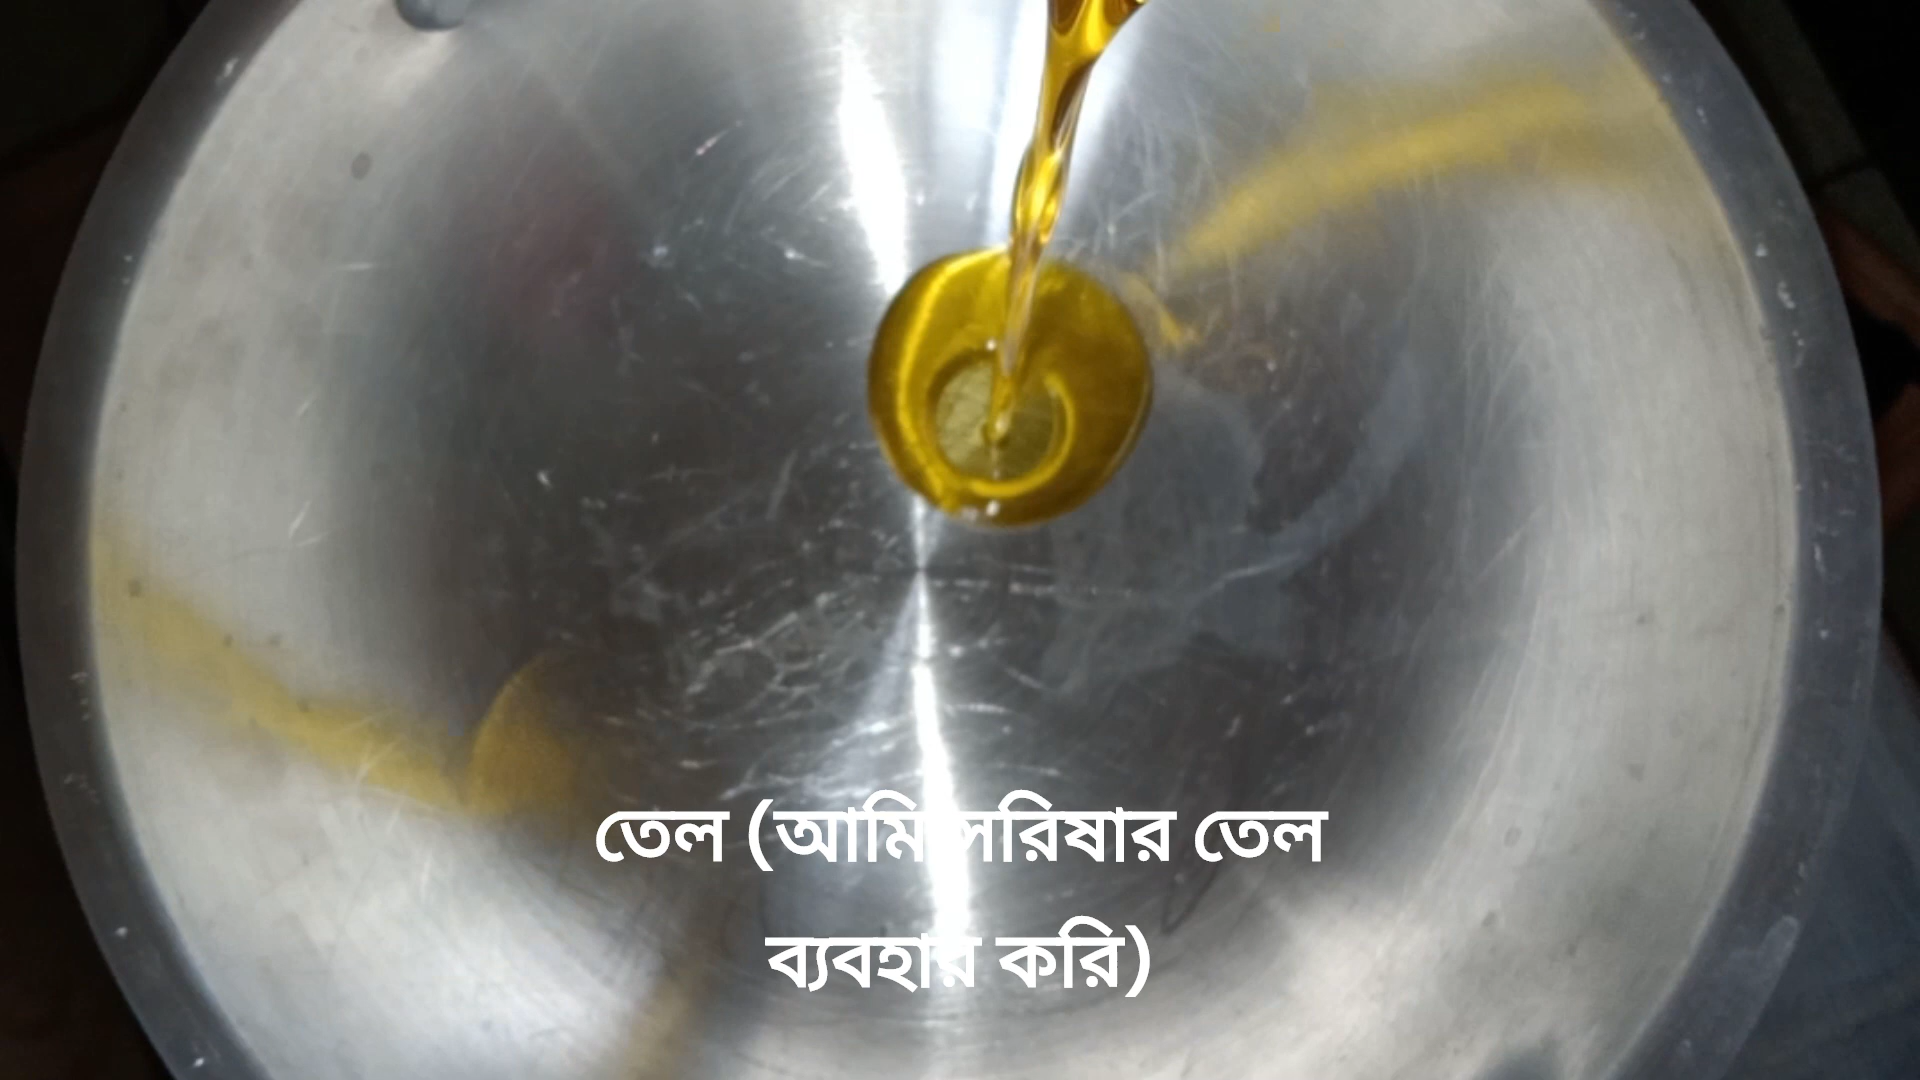 তেল (আমি সরিষার তেল
ব্যবহার করি)